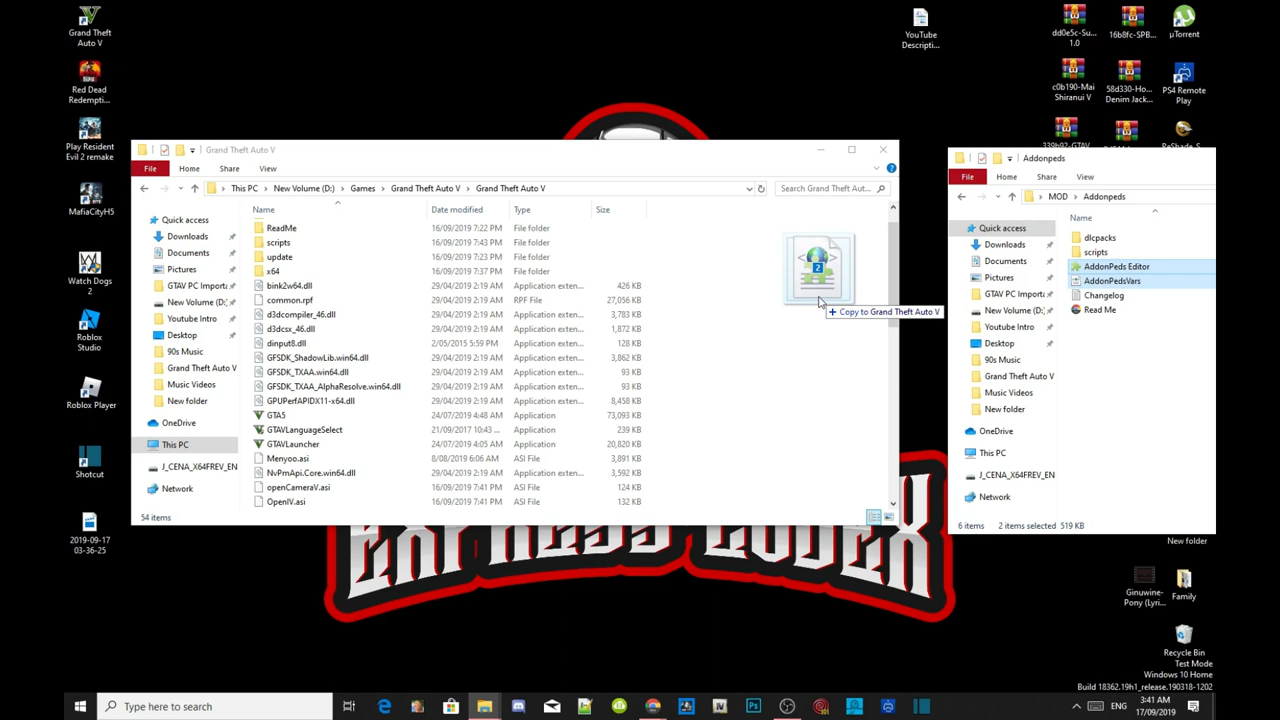 Grand Theft
Auto V
Red Dead
Redemptio...
Play Resident
Evil 2 remake
MafiaCityH5
Watch Dogs
2
Roblox
Studio
Roblox Player
Shotcut
2019-09-17
03-36-25
YouTube
Descripti...
dd0e5c-Su...
1.0
16b8fc-SPB...
µTorrent
c0b190-Mai
Shiranui V
58d330-Ho...
Denim Jack...
PS4 Remote
Play
339b92-GTAV
ReShade_S...
Grand Theft Auto V
File
Home
Share
View
This PC
New Volume (D:)
Games
Grand Theft Auto V
Grand Theft Auto V
Search Grand Theft Aut...
Name
Date modified
Type
Size
Quick access
Downloads
Documents
Pictures
GTAV PC Importa
New Volume (D:)
Youtube Intro
Desktop
90s Music
Grand Theft Auto V
Music Videos
New folder
OneDrive
This PC
J_CENA_X64FREV_EN
Network
ReadMe 16/09/2019 7:22 PM File folder
scripts 16/09/2019 7:43 PM File folder
update 16/09/2019 7:23 PM File folder
x64 16/09/2019 7:37 PM File folder
bink2w64.dll 29/04/2019 2:19 AM Application exten... 426 KB
common.rpf 29/04/2019 2:19 AM RPF File 27,056 KB
d3dcompiler_46.dll 29/04/2019 2:19 AM Application exten... 3,783 KB
d3dcsx_46.dll 29/04/2019 2:19 AM Application exten... 1,872 KB
dinput8.dll 2/05/2015 5:59 PM Application exten... 128 KB
GFSDK_ShadowLib.win64.dll 29/04/2019 2:19 AM Application exten... 3,862 KB
GFSDK_TXAA.win64.dll 29/04/2019 2:19 AM Application exten... 93 KB
GFSDK_TXAA_AlphaResolve.win64.dll 29/04/2019 2:19 AM Application exten... 93 KB
GPUPerfAPIDX11-x64.dll 29/04/2019 2:19 AM Application exten... 8,458 KB
GTA5 24/07/2019 4:48 AM Application 73,093 KB
GTAVLanguageSelect 21/09/2017 10:43 ... Application 239 KB
GTAVLauncher 24/07/2019 4:05 AM Application 20,820 KB
Menyoo.asi 8/08/2019 6:06 AM ASI File 3,891 KB
NvPmApi.Core.win64.dll 29/04/2019 2:19 AM Application exten... 3,592 KB
openCameraV.asi 16/09/2019 7:41 PM ASI File 124 KB
OpenIV.asi 16/09/2019 7:41 PM ASI File 132 KB
54 items
2
+ Copy to Grand Theft Auto V
Addonpeds
File
Home
Share
View
MOD
Addonpeds
Name
Quick access
Downloads
Documents
Pictures
GTAV PC Importa
New Volume (D:
Youtube Intro
Desktop
90s Music
Grand Theft Auto V
Music Videos
New folder
OneDrive
This PC
J_CENA_X64FREV_EN
Network
dlcpacks
scripts
AddonPeds Editor
AddonPedsVars
Changelog
Read Me
6 items
2 items selected
519 KB
New folder
Ginuwine-
Pony (Lyri...
Family
Recycle Bin
Test Mode
Windows 10 Home
Build 18362.19h1_release.190318-1202
Type here to search
Ps
ENG
3:41 AM
17/09/2019